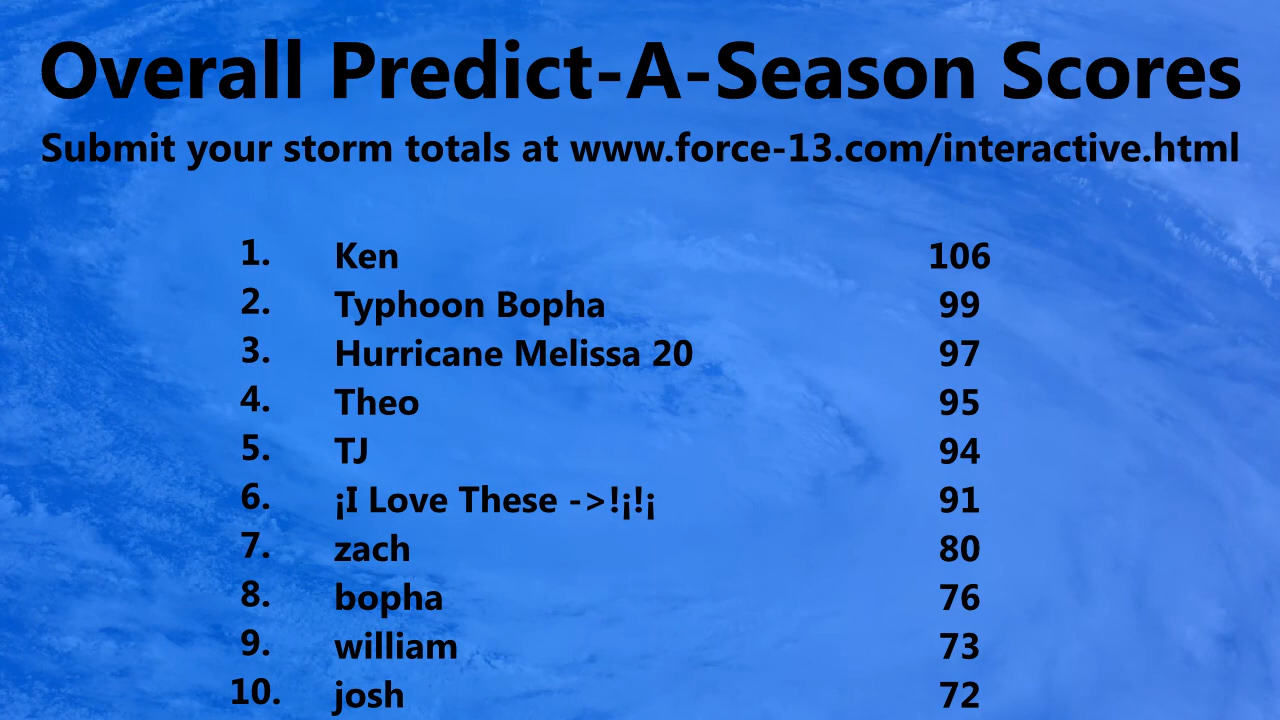 Overall Predict-A-Season Scores
Submit your storm totals at www.force-13.com/interactive.html
1. Ken 106
2. Typhoon Bopha 99
3. Hurricane Melissa 20 97
4. Theo 95
5. TJ 94
6. ¡I Love These ->!¡!¡ 91
7. zach 80
8. bopha 76
9. william 73
10. josh 72